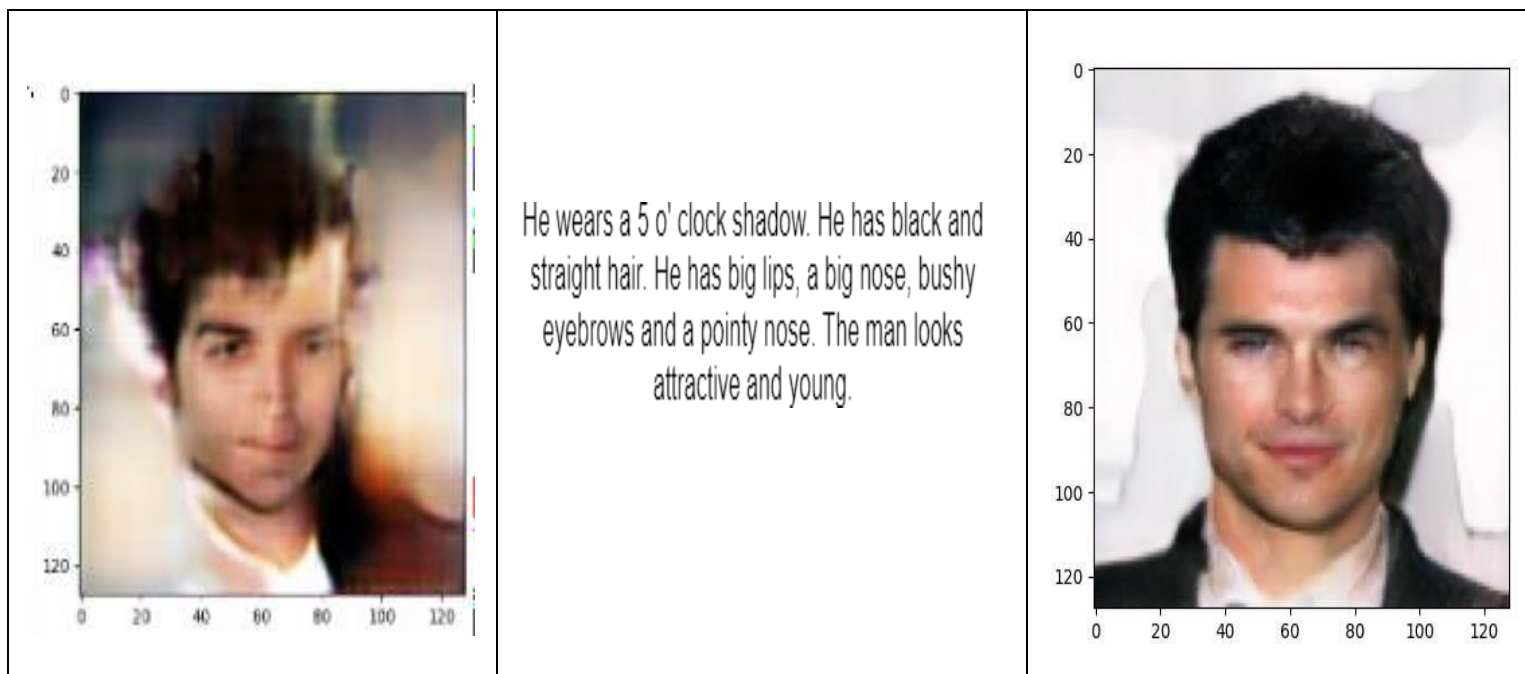 0
20
40
60
80
100
120
0 20 40 60 80 100 120
He wears a 5 o' clock shadow. He has black and
straight hair. He has big lips, a big nose, bushy
eyebrows and a pointy nose. The man looks
attractive and young.
0
20
40
60
80
100
120
0 20 40 60 80 100 120